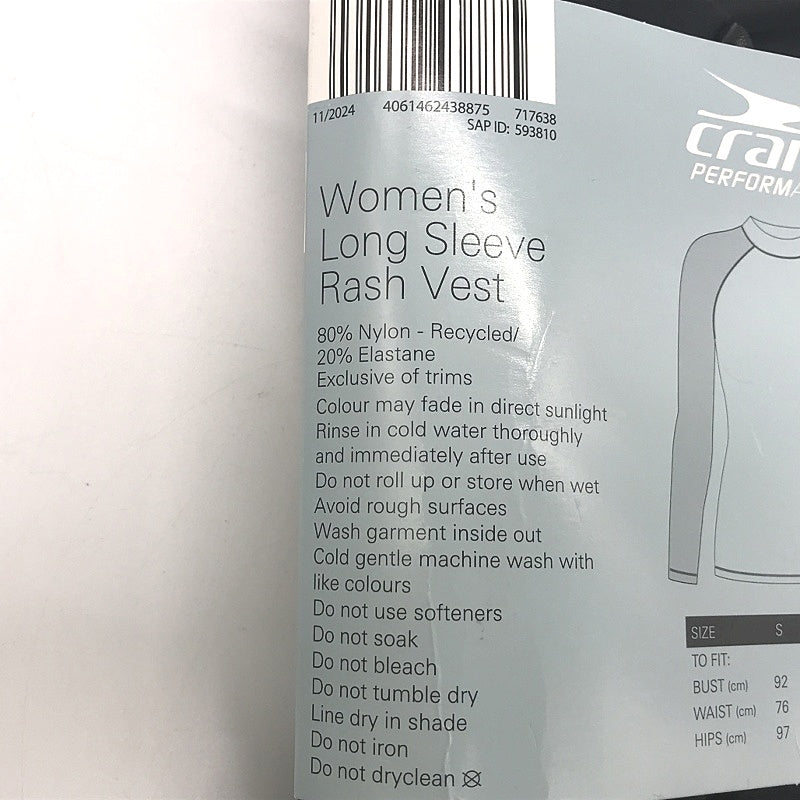 11/2024 4061462438875 717638
SAP ID: 593810
Women's
Long Sleeve
Rash Vest
80% Nylon - Recycled/
20% Elastane
Exclusive of trims
Colour may fade in direct sunlight
Rinse in cold water thoroughly
and immediately after use
Do not roll up or store when wet
Avoid rough surfaces
Wash garment inside out
Cold gentle machine wash with
like colours
Do not use softeners
Do not soak
Do not bleach
Do not tumble dry
Line dry in shade
Do not iron
Do not dryclean
PERFORMA
SIZE S
TO FIT:
BUST (cm) 92
WAIST (cm) 76
HIPS (cm) 97